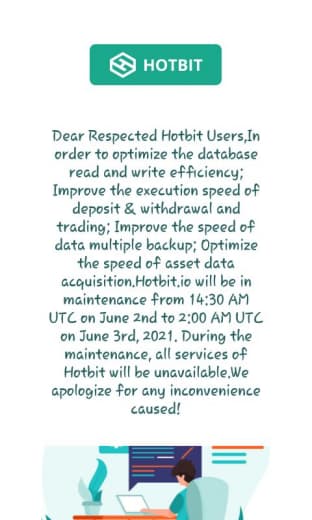 HOTBIT
Dear Respected Hotbit Users,In
order to optimize the database
read and write efficiency;
Improve the execution speed of
deposit & withdrawal and
trading; Improve the speed of
data multiple backup; Optimize
the speed of asset data
acquisition.Hotbit.io will be in
maintenance from 14:30 AM
UTC on June 2nd to 2:00 AM UTC
on June 3rd, 2021. During the
maintenance, all services of
Hotbit will be unavailable.We
apologize for any inconvenience
caused!